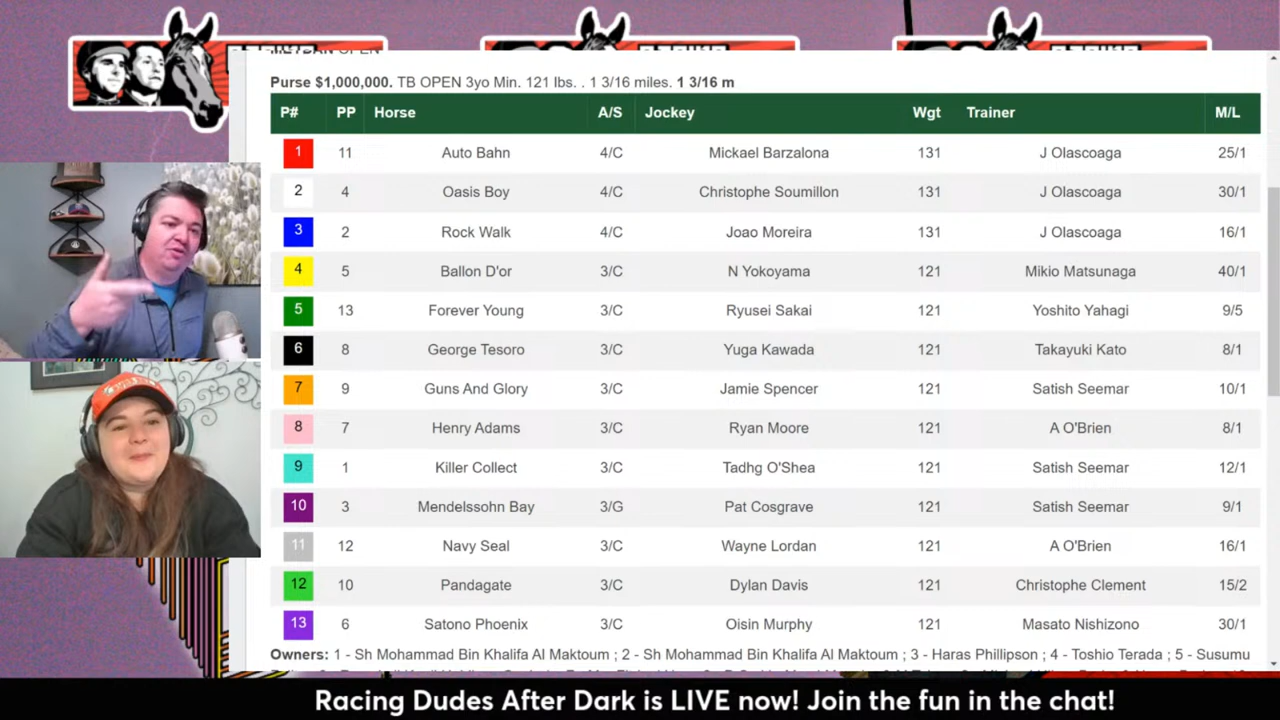 MEYDAN OPEN
Purse $1,000,000. TB OPEN 3yo Min. 121 lbs. . 1 3/16 miles. 1 3/16 m
P# PP Horse A/S Jockey Wgt Trainer M/L
1 11 Auto Bahn 4/C Mickael Barzalona 131 J Olascoaga 25/1
2 4 Oasis Boy 4/C Christophe Soumillon 131 J Olascoaga 30/1
3 2 Rock Walk 4/C Joao Moreira 131 J Olascoaga 16/1
4 5 Ballon D'or 3/C N Yokoyama 121 Mikio Matsunaga 40/1
5 13 Forever Young 3/C Ryusei Sakai 121 Yoshito Yahagi 9/5
6 8 George Tesoro 3/C Yuga Kawada 121 Takayuki Kato 8/1
7 9 Guns And Glory 3/C Jamie Spencer 121 Satish Seemar 10/1
8 7 Henry Adams 3/C Ryan Moore 121 A O'Brien 8/1
9 1 Killer Collect 3/C Tadhg O'Shea 121 Satish Seemar 12/1
10 3 Mendelssohn Bay 3/G Pat Cosgrave 121 Satish Seemar 9/1
11 12 Navy Seal 3/C Wayne Lordan 121 A O'Brien 16/1
12 10 Pandagate 3/C Dylan Davis 121 Christophe Clement 15/2
13 6 Satono Phoenix 3/C Oisin Murphy 121 Masato Nishizono 30/1
Owners: 1 - Sh Mohammad Bin Khalifa Al Maktoum ; 2 - Sh Mohammad Bin Khalifa Al Maktoum ; 3 - Haras Phillipson ; 4 - Toshio Terada ; 5 - Susumu
Racing Dudes After Dark is LIVE now! Join the fun in the chat!